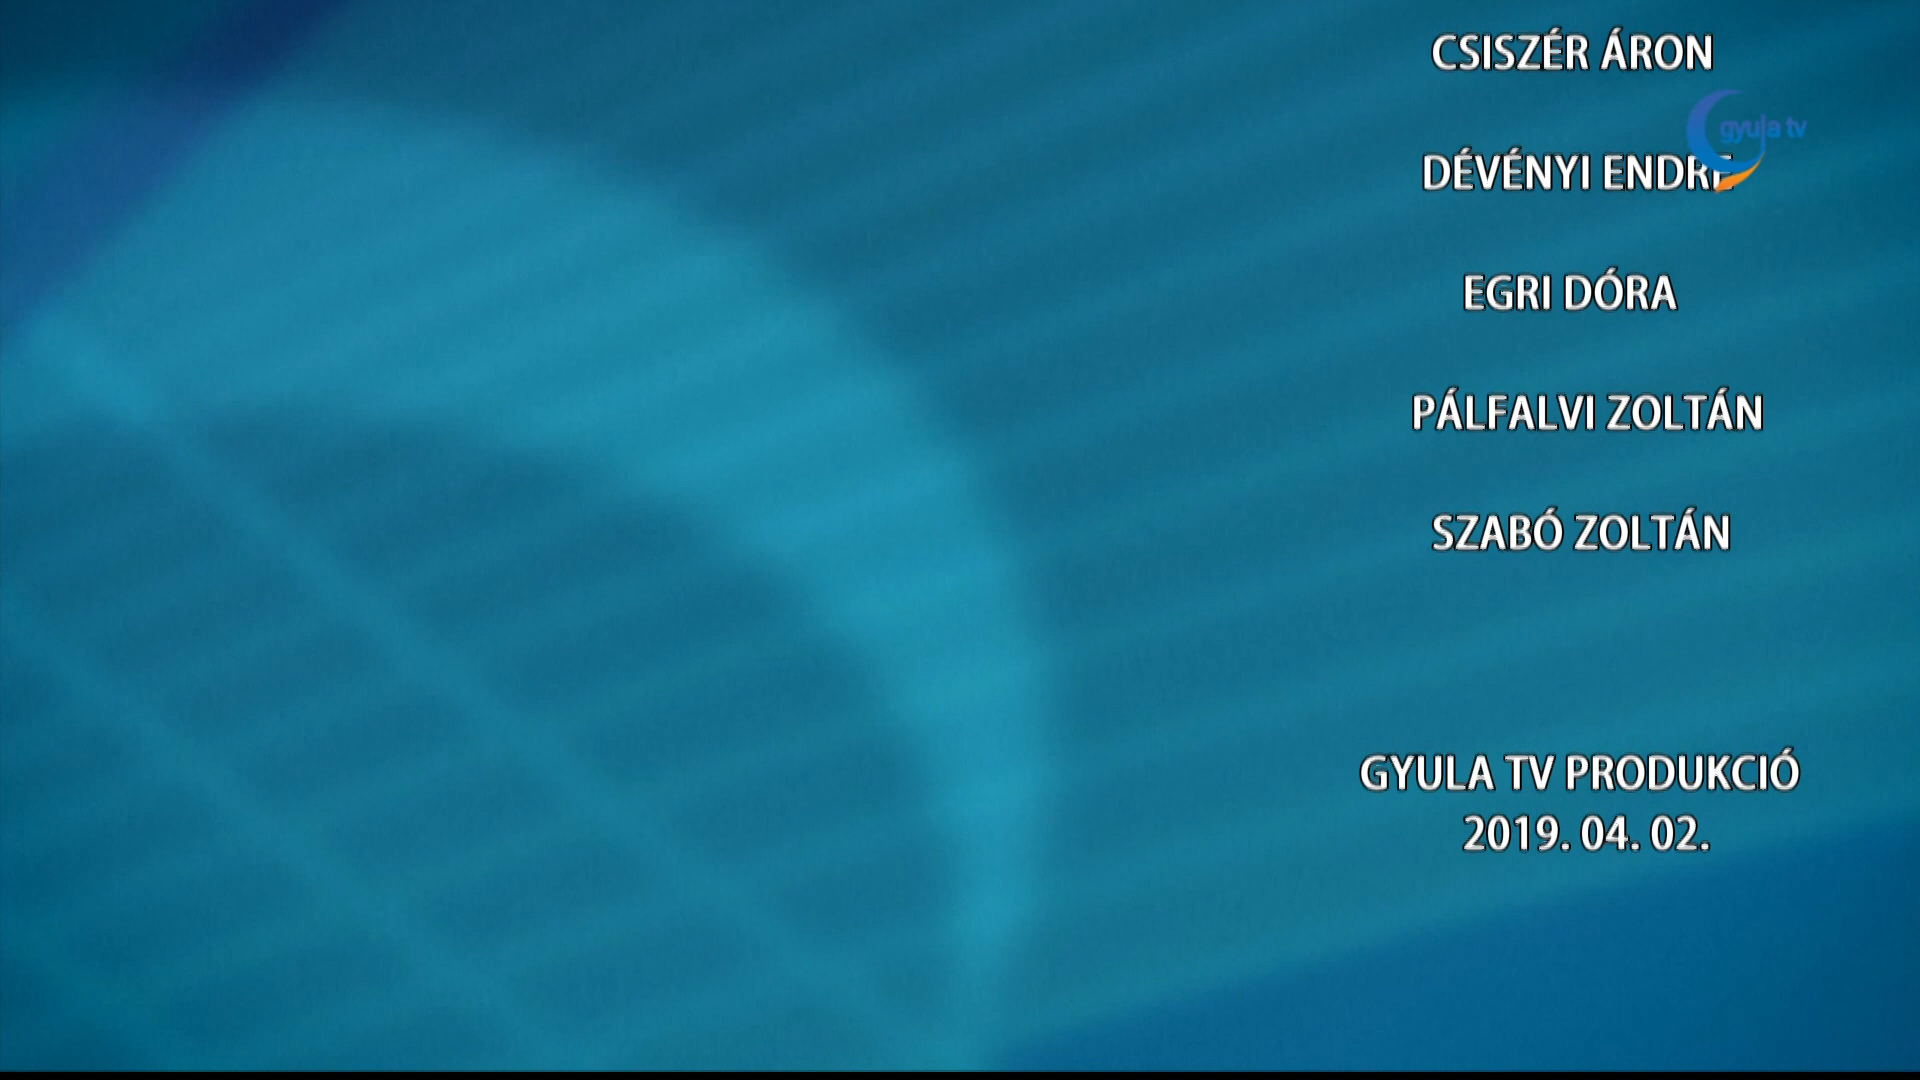 CSISZÉR ÁRON
gyula tv
DÉVÉNYI ENDRE
EGRI DÓRA
PÁLFALVI ZOLTÁN
SZABÓ ZOLTÁN
GYULA TV PRODUKCIÓ
2019. 04. 02.